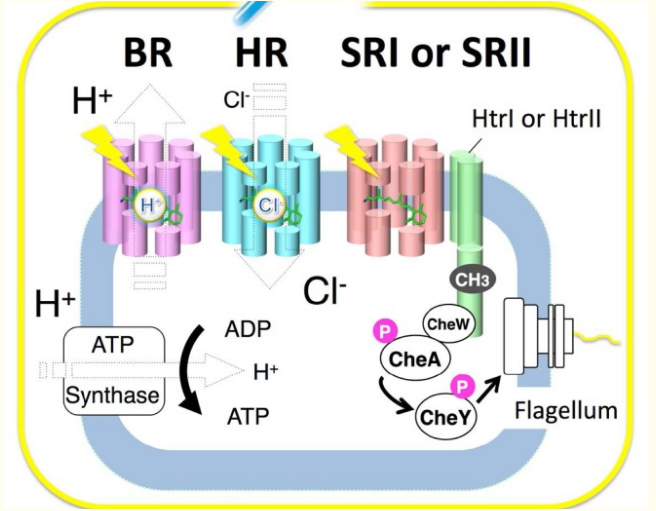 BR HR SRI or SRII
H⁺
Cl⁻
HtrI or HtrII
H⁺
Cl⁻
Cl⁻
CH3
H⁺
P
CheW
ATP
ADP
CheA
H⁺
P
Synthase
ATP
CheY
Flagellum